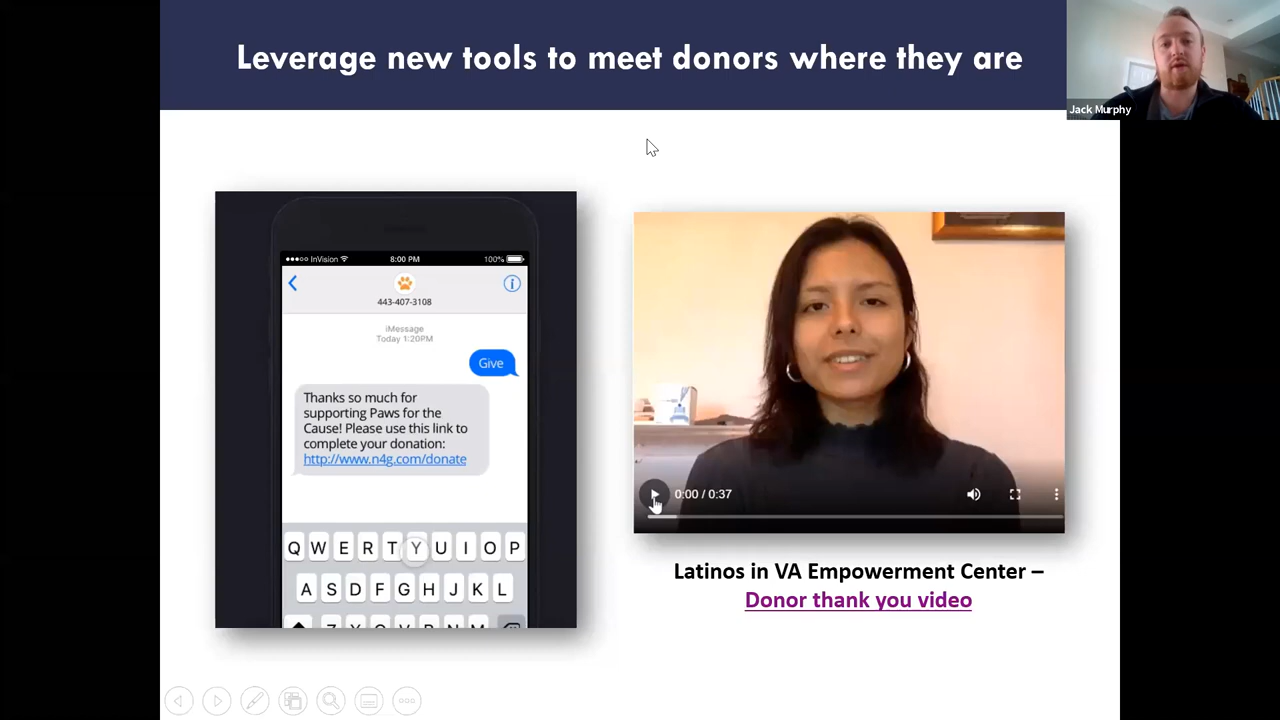 Leverage new tools to meet donors where they are
Jack Murphy
InVision
8:00 PM
100%
443-407-3108
iMessage
Today 1:20PM
Give
Thanks so much for
supporting Paws for the
Cause! Please use this link to
complete your donation:
http://www.n4g.com/donate
Q W E R T Y U I O P
A S D F G H J K L
0:00 / 0:37
Latinos in VA Empowerment Center –
Donor thank you video